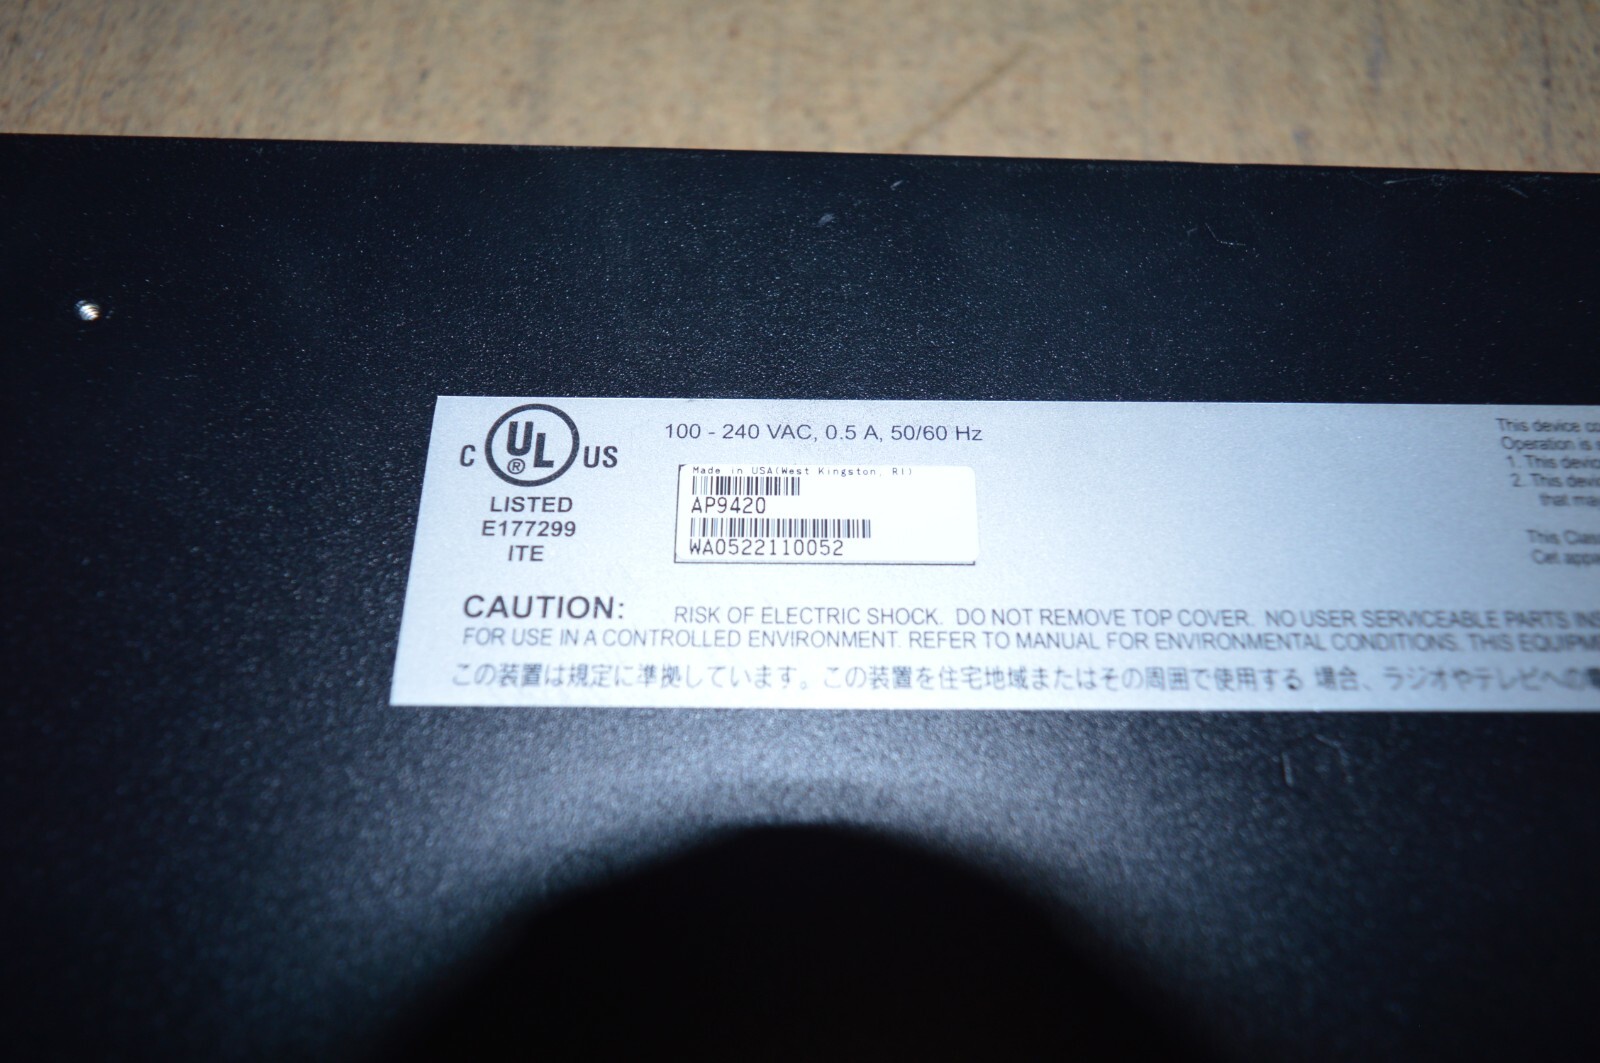 C UL ® US
LISTED
E177299
ITE
100 - 240 VAC, 0.5 A, 50/60 Hz
Made in USA(West Kingston, RI)
AP9420
WA0522110052
This device
Operation is
1. This
2. This
that
This
CAUTION: RISK OF ELECTRIC SHOCK. DO NOT REMOVE TOP COVER. NO USER SERVICEABLE PARTS
FOR USE IN A CONTROLLED ENVIRONMENT. REFER TO MANUAL FOR ENVIRONMENTAL CONDITIONS. THIS
この装置は規定に準拠しています。この装置を住宅地域またはその周囲で使用する 場合、ラジオやテレビへの